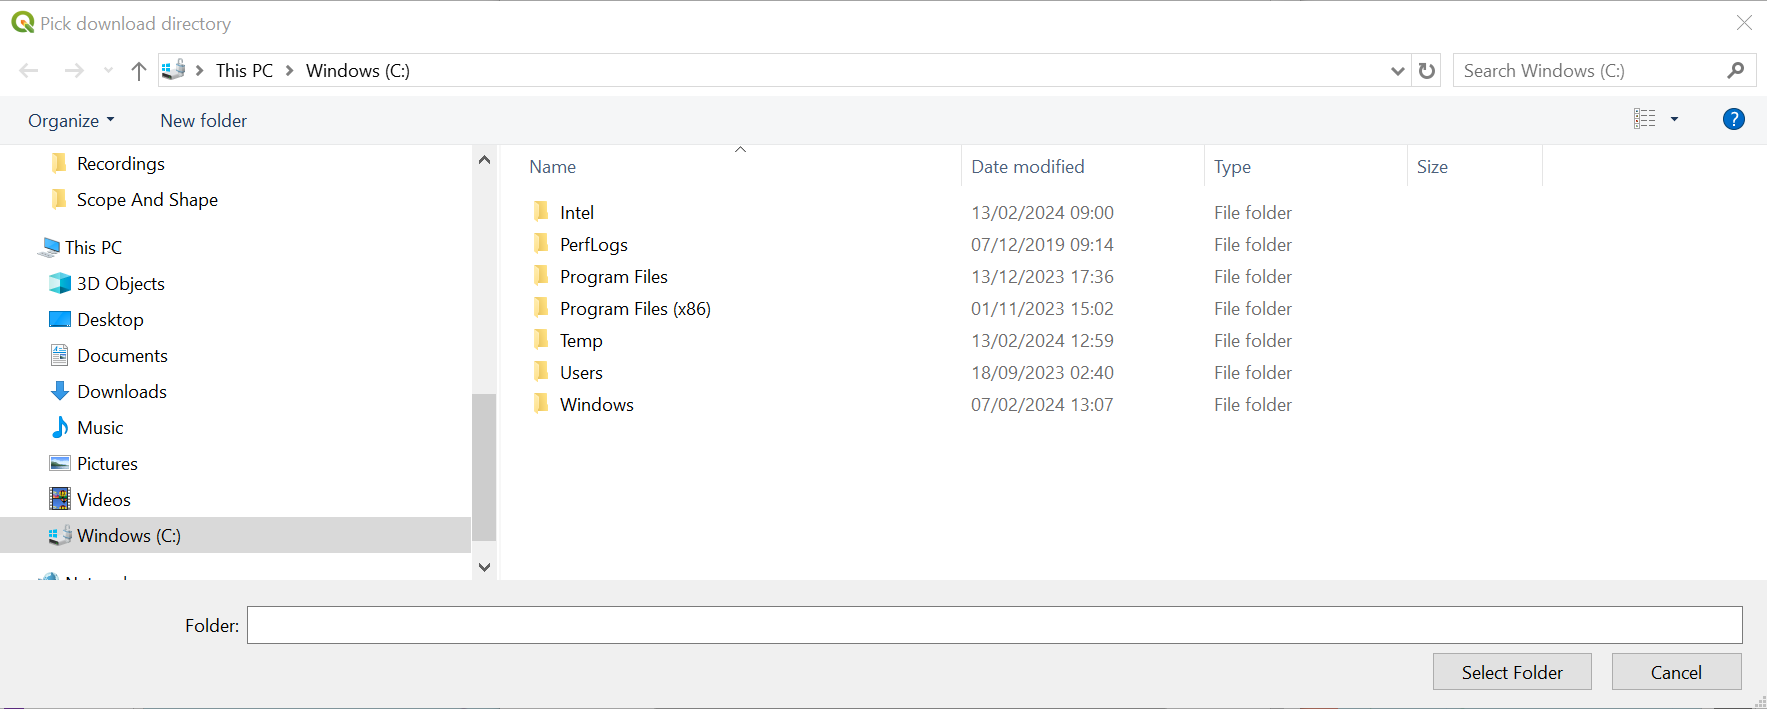 Pick download directory
This PC > Windows (C:)
Search Windows (C:)
Organize
New folder
?
Recordings
Scope And Shape
This PC
3D Objects
Desktop
Documents
Downloads
Music
Pictures
Videos
Windows (C:)
Name Date modified Type Size
Intel 13/02/2024 09:00 File folder
PerfLogs 07/12/2019 09:14 File folder
Program Files 13/12/2023 17:36 File folder
Program Files (x86) 01/11/2023 15:02 File folder
Temp 13/02/2024 12:59 File folder
Users 18/09/2023 02:40 File folder
Windows 07/02/2024 13:07 File folder
Folder:
Select Folder
Cancel